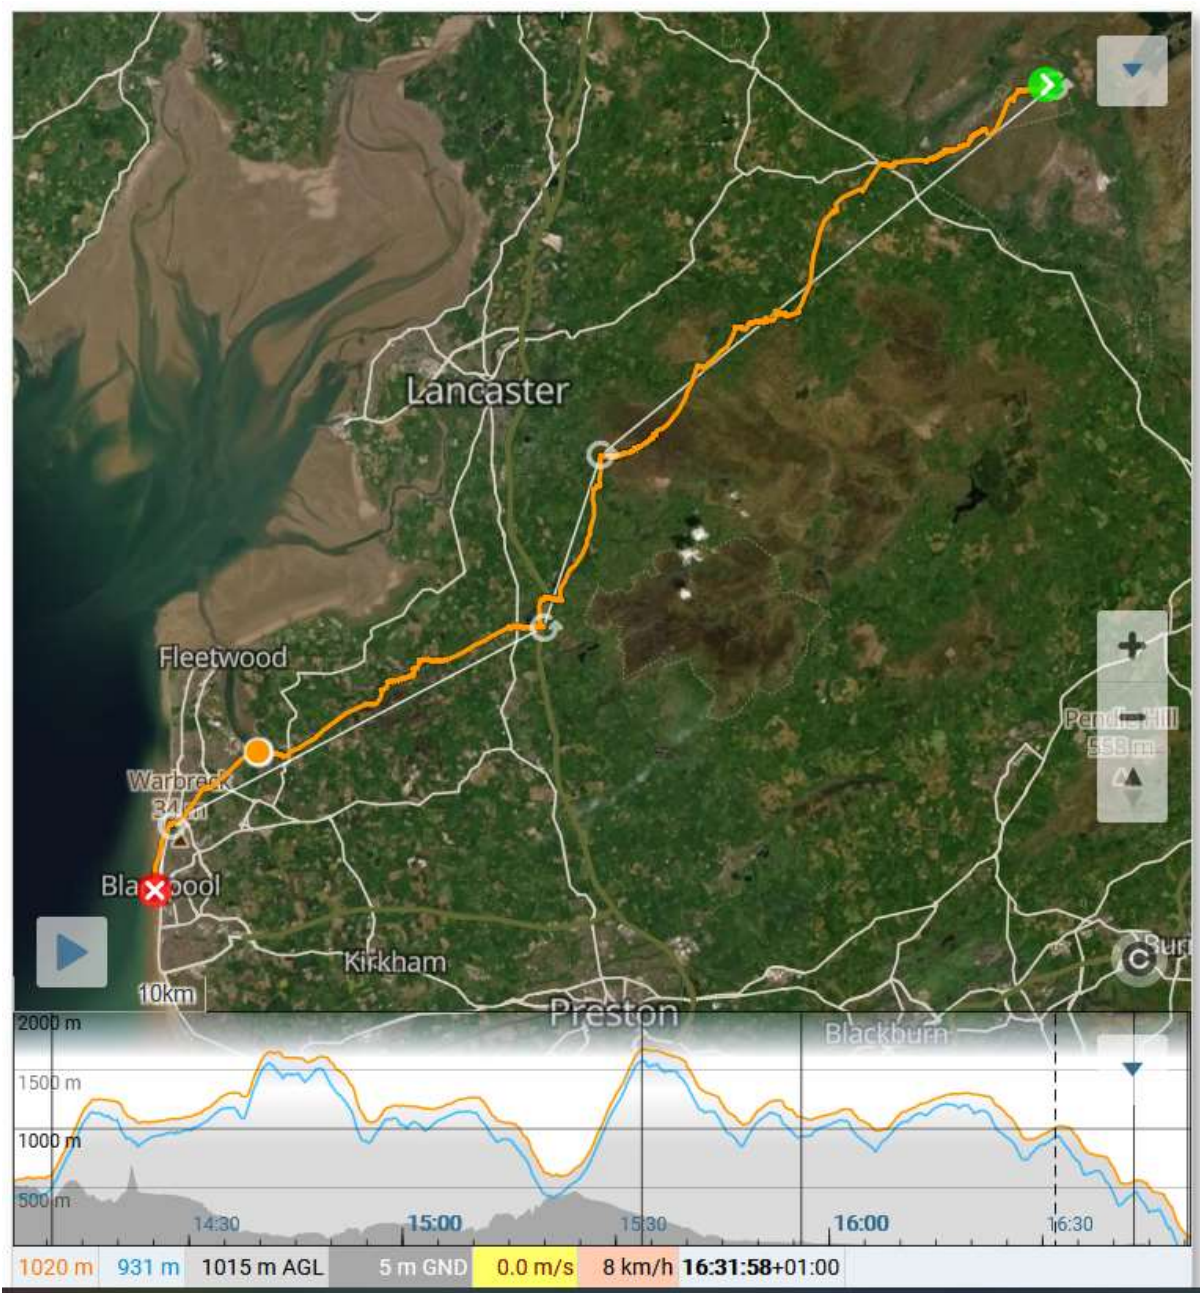 Lancaster
Fleetwood
Pendle Hill
558 m
Warbreck
34 m
Blackpool
Kirkham
10km
Preston
Blackburn
2000 m
1500 m
1000 m
500 m
14:30
15:00
15:30
16:00
16:30
1020 m 931 m 1015 m AGL 5 m GND 0.0 m/s 8 km/h 16:31:58+01:00